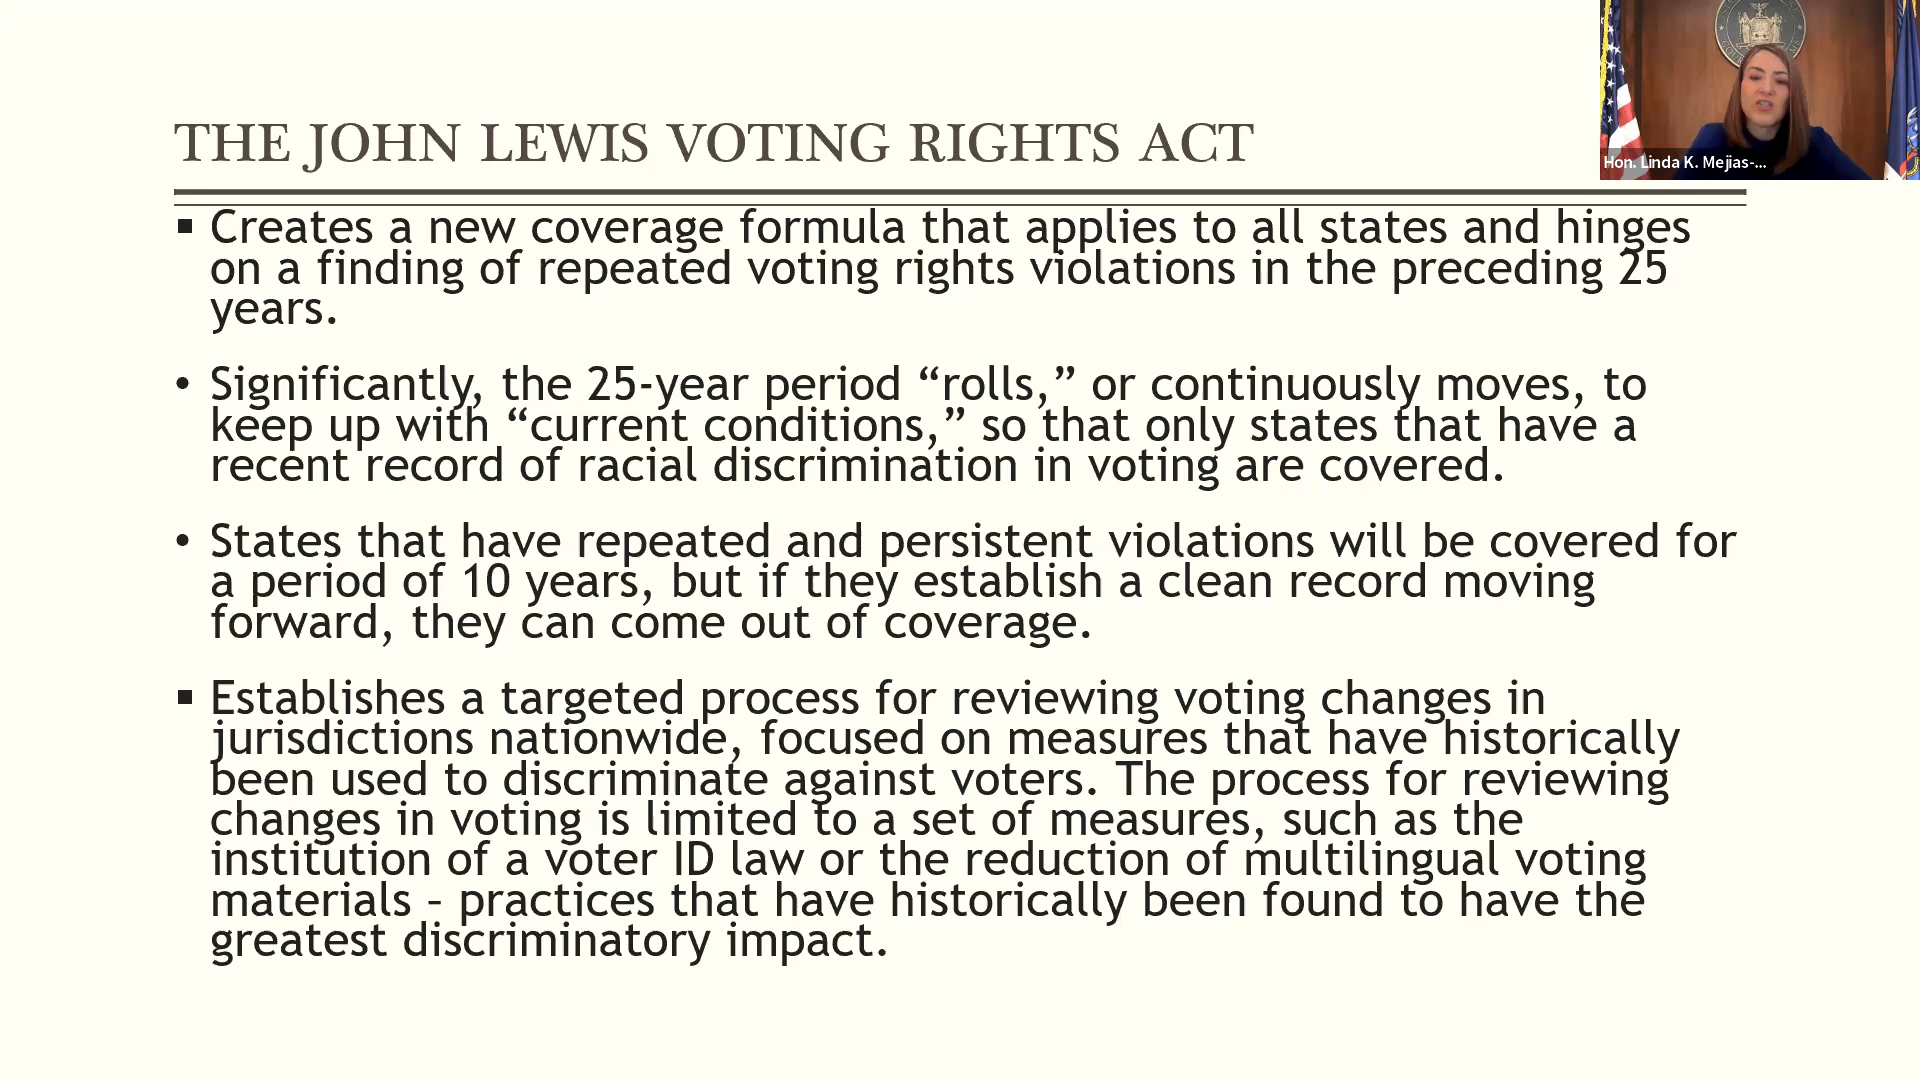 Hon. Linda K. Mejias-...
THE JOHN LEWIS VOTING RIGHTS ACT
▪ Creates a new coverage formula that applies to all states and hinges
on a finding of repeated voting rights violations in the preceding 25
years.
• Significantly, the 25-year period “rolls,” or continuously moves, to
keep up with “current conditions,” so that only states that have a
recent record of racial discrimination in voting are covered.
• States that have repeated and persistent violations will be covered for
a period of 10 years, but if they establish a clean record moving
forward, they can come out of coverage.
▪ Establishes a targeted process for reviewing voting changes in
jurisdictions nationwide, focused on measures that have historically
been used to discriminate against voters. The process for reviewing
changes in voting is limited to a set of measures, such as the
institution of a voter ID law or the reduction of multilingual voting
materials – practices that have historically been found to have the
greatest discriminatory impact.